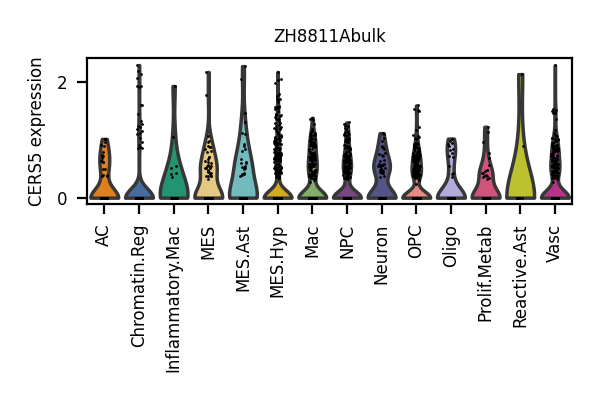 ZH8811Abulk
CERS5 expression
2
0
AC
Chromatin.Reg
Inflammatory.Mac
MES
MES.Ast
MES.Hyp
Mac
NPC
Neuron
OPC
Oligo
Prolif.Metab
Reactive.Ast
Vasc